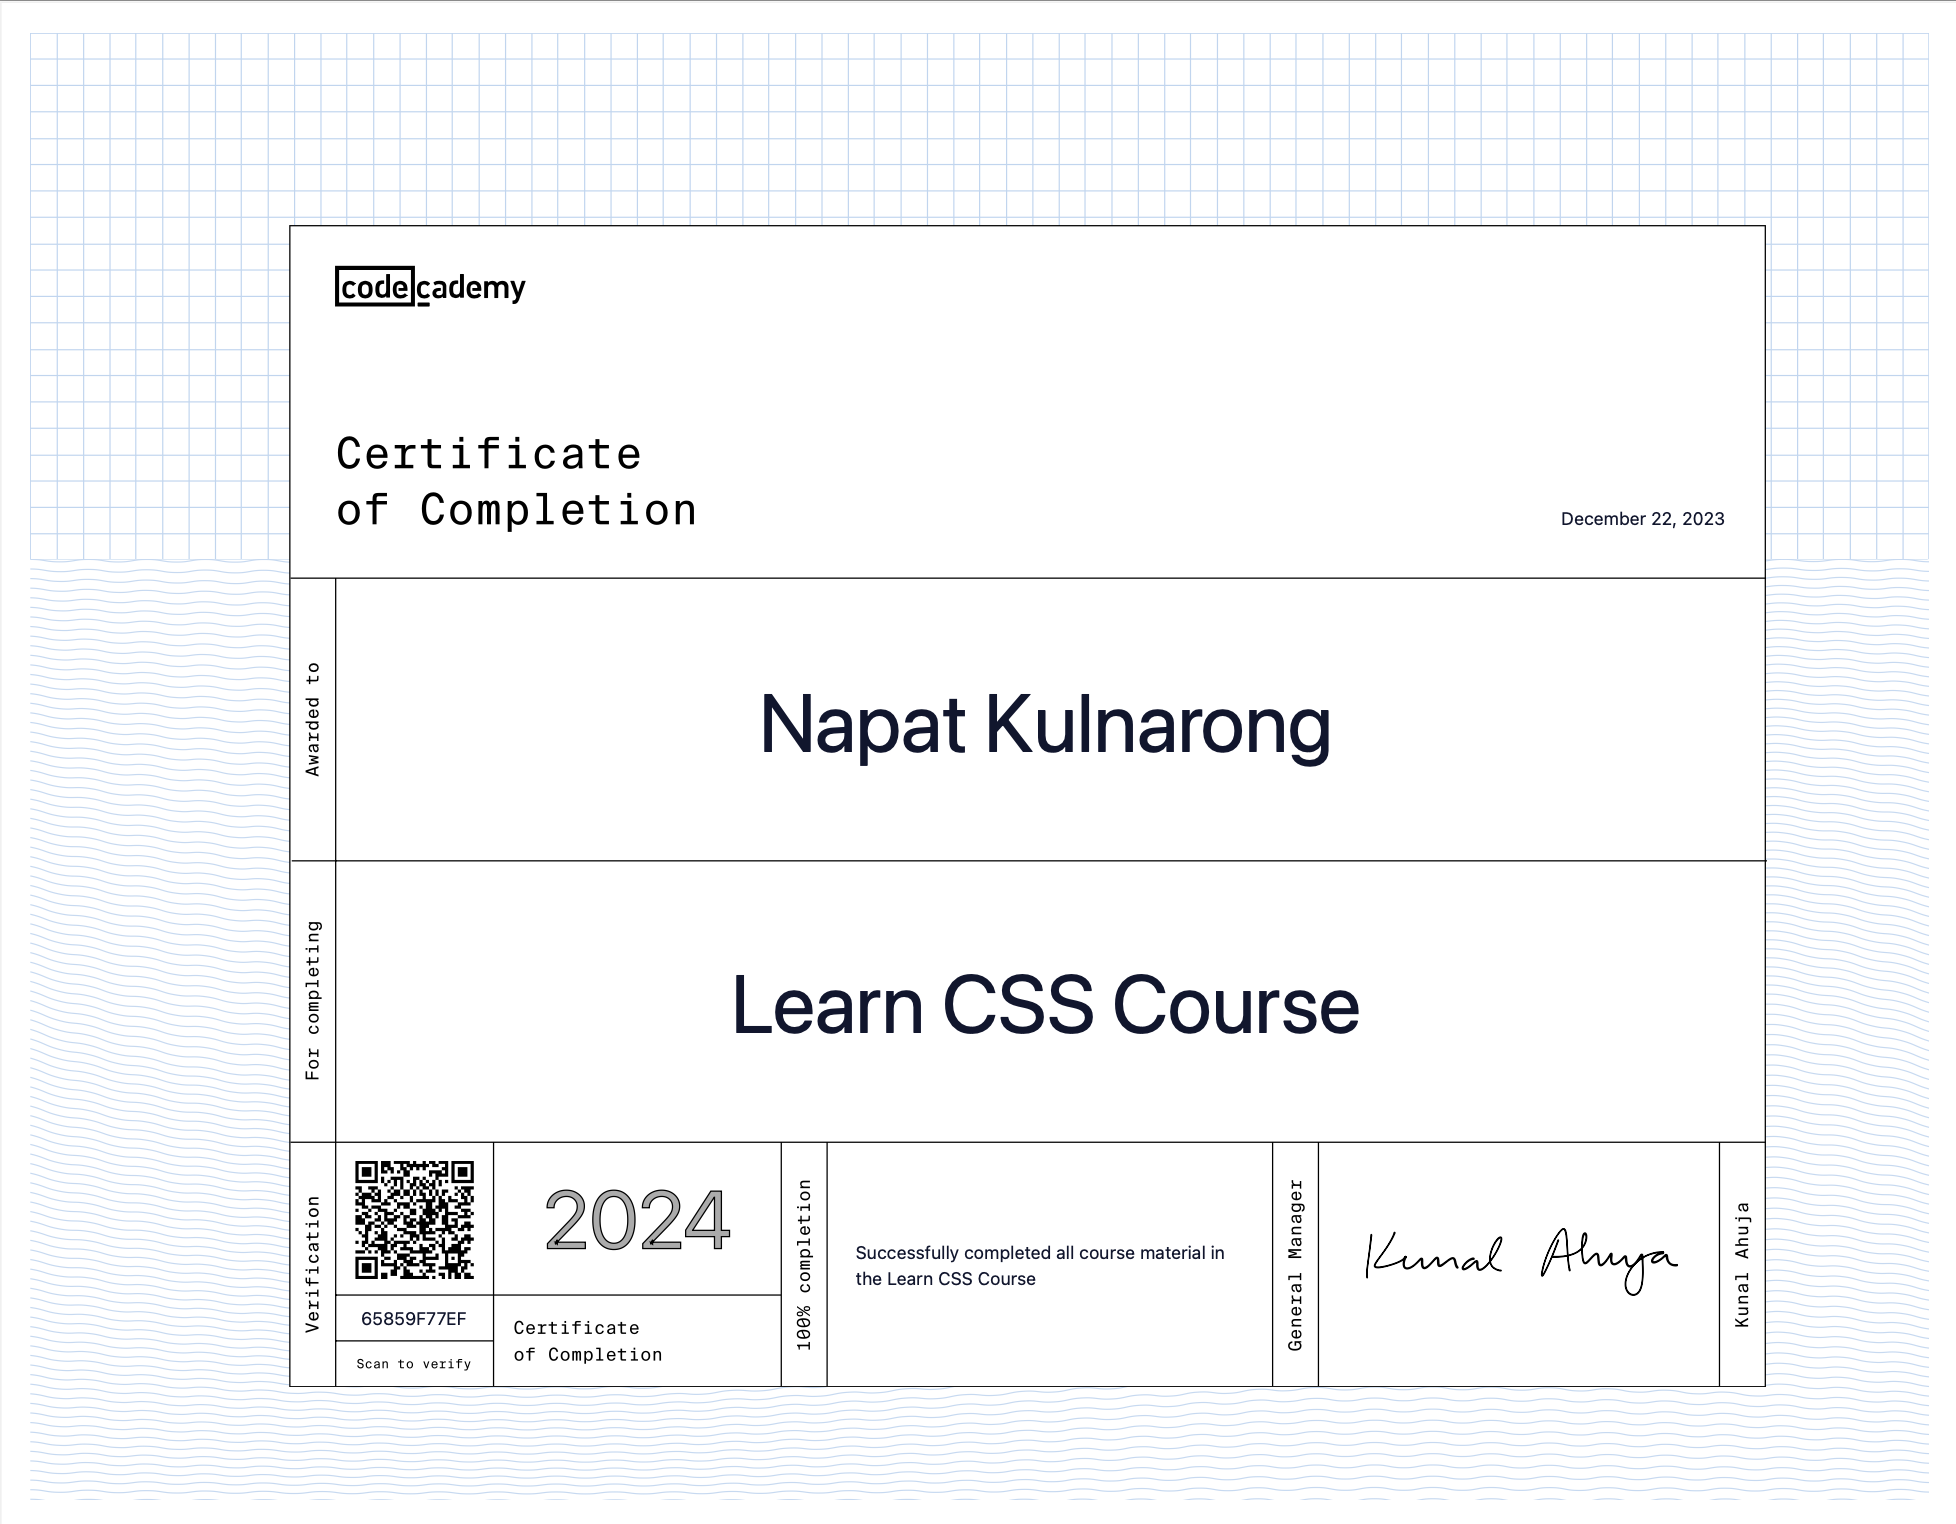 codecademy
Certificate
of Completion
December 22, 2023
Awarded to
Napat Kulnarong
For completing
Learn CSS Course
Verification
65859F77EF
Scan to verify
2024
Certificate
of Completion
100% completion
Successfully completed all course material in
the Learn CSS Course
General Manager
Kunal Ahuja
Kunal Ahuja